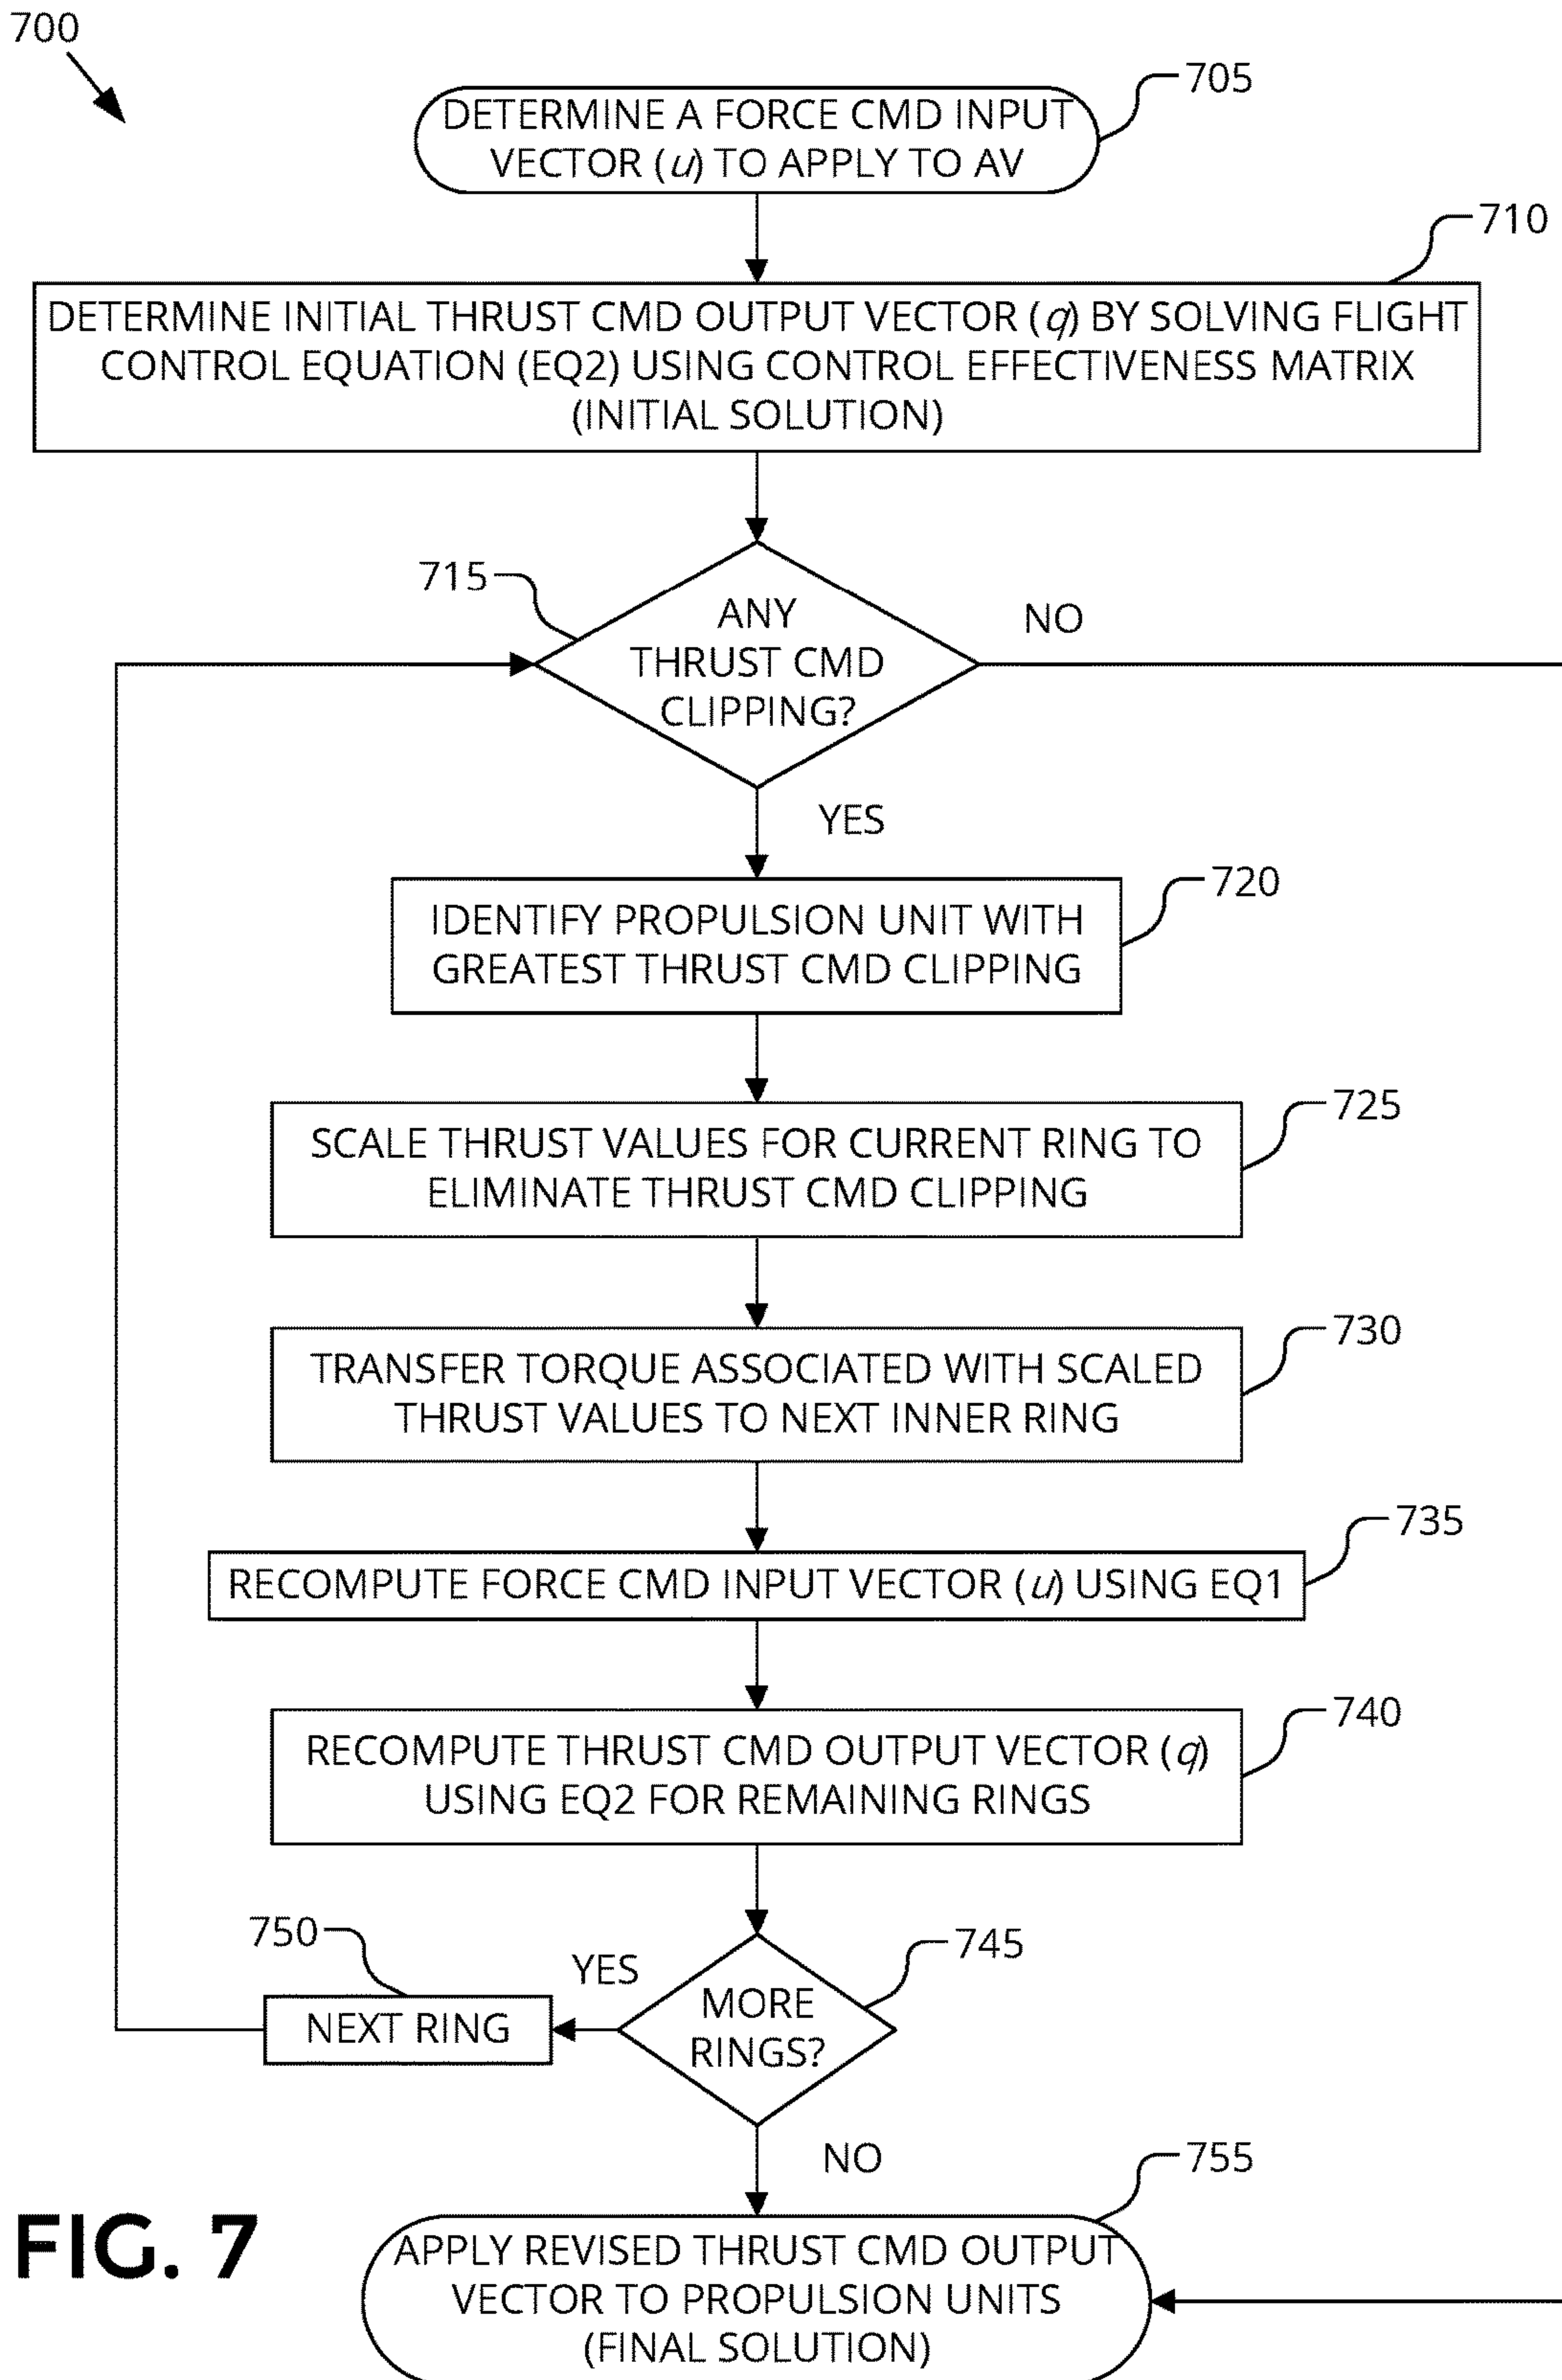 700
705
DETERMINE A FORCE CMD INPUT
VECTOR (u) TO APPLY TO AV
710
DETERMINE INITIAL THRUST CMD OUTPUT VECTOR (q) BY SOLVING FLIGHT
CONTROL EQUATION (EQ2) USING CONTROL EFFECTIVENESS MATRIX
(INITIAL SOLUTION)
715
ANY
THRUST CMD
CLIPPING?
NO
YES
720
IDENTIFY PROPULSION UNIT WITH
GREATEST THRUST CMD CLIPPING
725
SCALE THRUST VALUES FOR CURRENT RING TO
ELIMINATE THRUST CMD CLIPPING
730
TRANSFER TORQUE ASSOCIATED WITH SCALED
THRUST VALUES TO NEXT INNER RING
735
RECOMPUTE FORCE CMD INPUT VECTOR (u) USING EQ1
740
RECOMPUTE THRUST CMD OUTPUT VECTOR (q)
USING EQ2 FOR REMAINING RINGS
745
MORE
RINGS?
YES
750
NEXT RING
NO
755
APPLY REVISED THRUST CMD OUTPUT
VECTOR TO PROPULSION UNITS
(FINAL SOLUTION)
FIG. 7